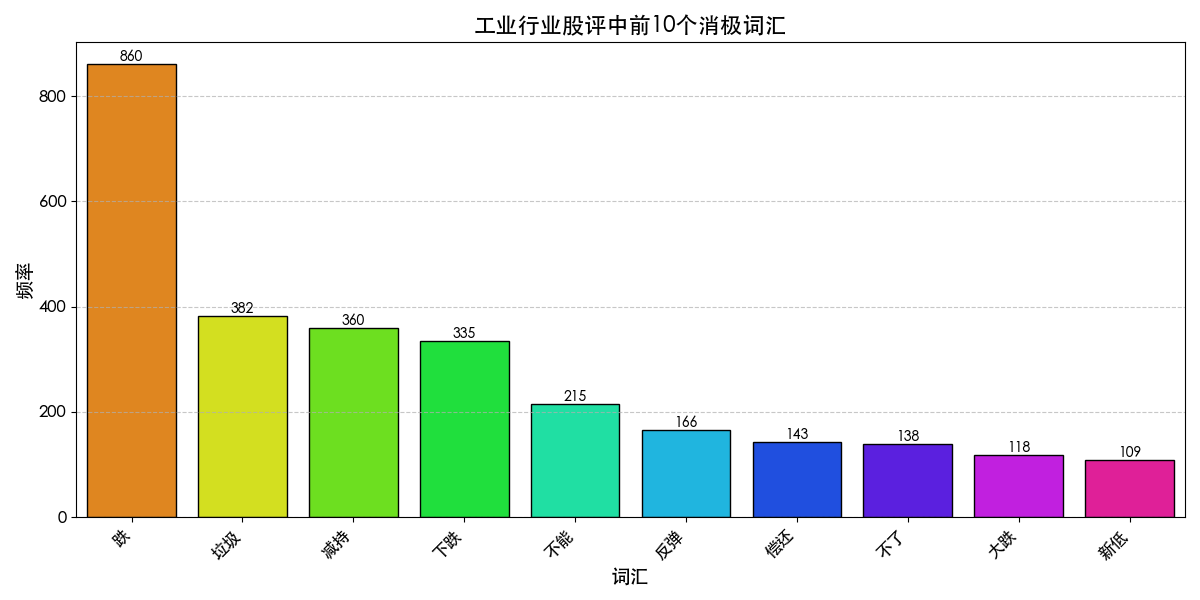 工业行业股评中前10个消极词汇
频率
800
600
400
200
0
860
382
360
335
215
166
143
138
118
109
跌
垃圾
减持
下跌
不能
反弹
偿还
不了
大跌
新低
词汇